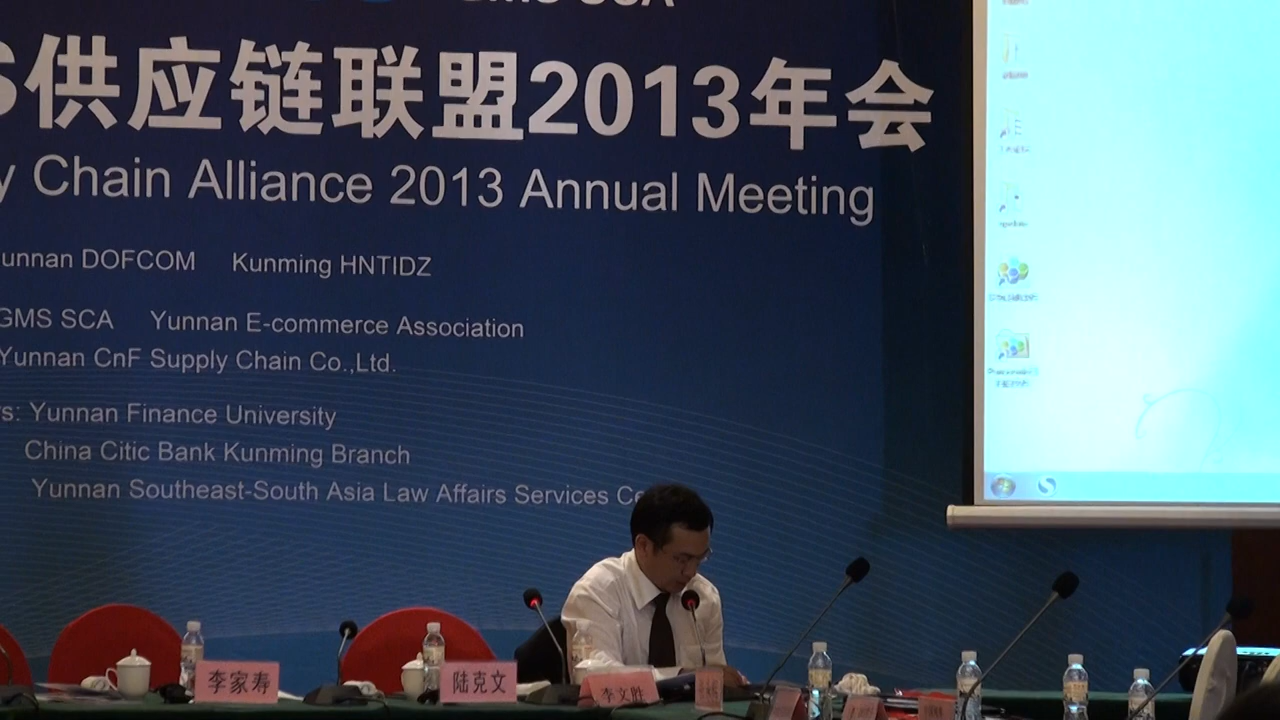 供应链联盟2013年会
y Chain Alliance 2013 Annual Meeting
unnan DOFCOM Kunming HNTIDZ
GMS SCA Yunnan E-commerce Association
Yunnan CnF Supply Chain Co.,Ltd.
s: Yunnan Finance University
China Citic Bank Kunming Branch
Yunnan Southeast-South Asia Law Affairs Services Ce
李家寿
陆克文
李文胜